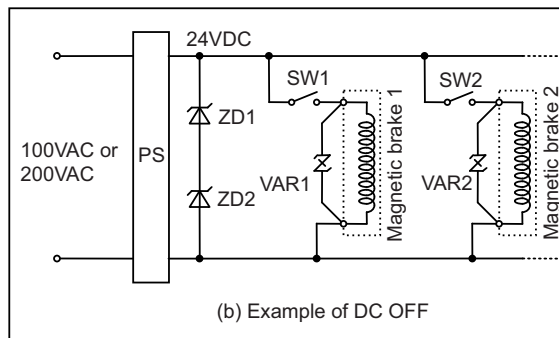 24VDC
SW1
SW2
ZD1
100VAC or
200VAC
PS
VAR1
Magnetic brake 1
VAR2
Magnetic brake 2
ZD2
(b) Example of DC OFF